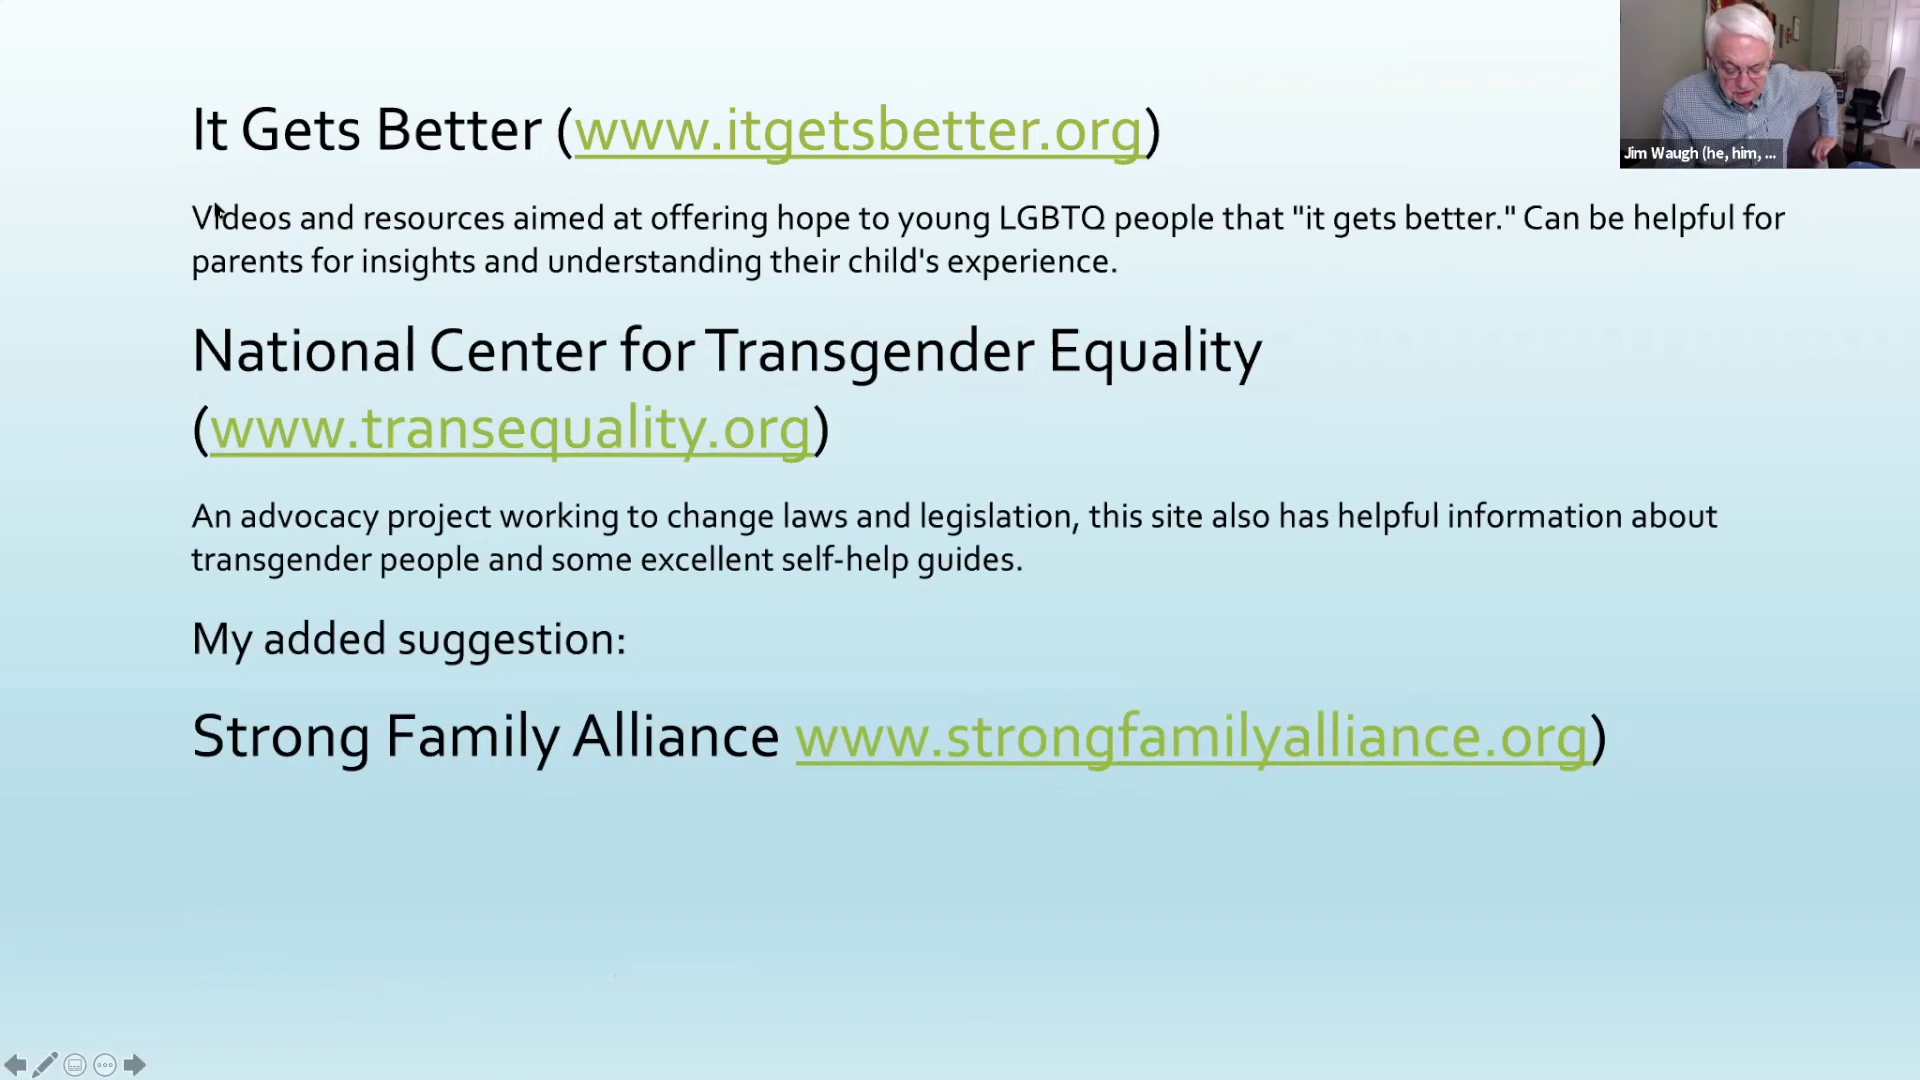 It Gets Better (www.itgetsbetter.org)
Jim Waugh (he, him, ...
Videos and resources aimed at offering hope to young LGBTQ people that "it gets better." Can be helpful for
parents for insights and understanding their child's experience.
National Center for Transgender Equality
(www.transequality.org)
An advocacy project working to change laws and legislation, this site also has helpful information about
transgender people and some excellent self-help guides.
My added suggestion:
Strong Family Alliance www.strongfamilyalliance.org)